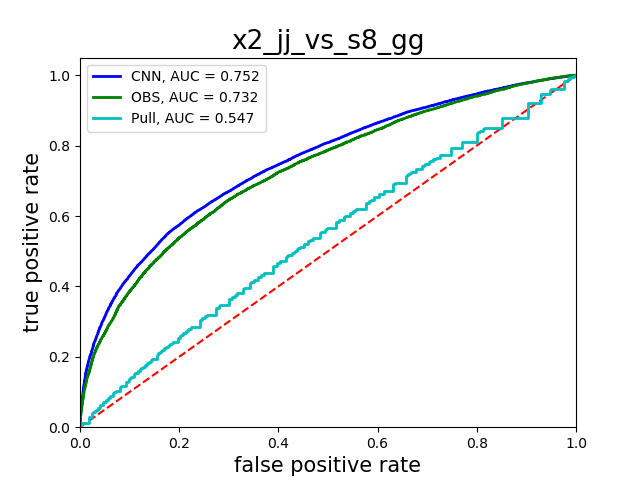 x2_jj_vs_s8_gg
CNN, AUC = 0.752
OBS, AUC = 0.732
Pull, AUC = 0.547
true positive rate
1.0
0.8
0.6
0.4
0.2
0.0
0.0 0.2 0.4 0.6 0.8 1.0
false positive rate